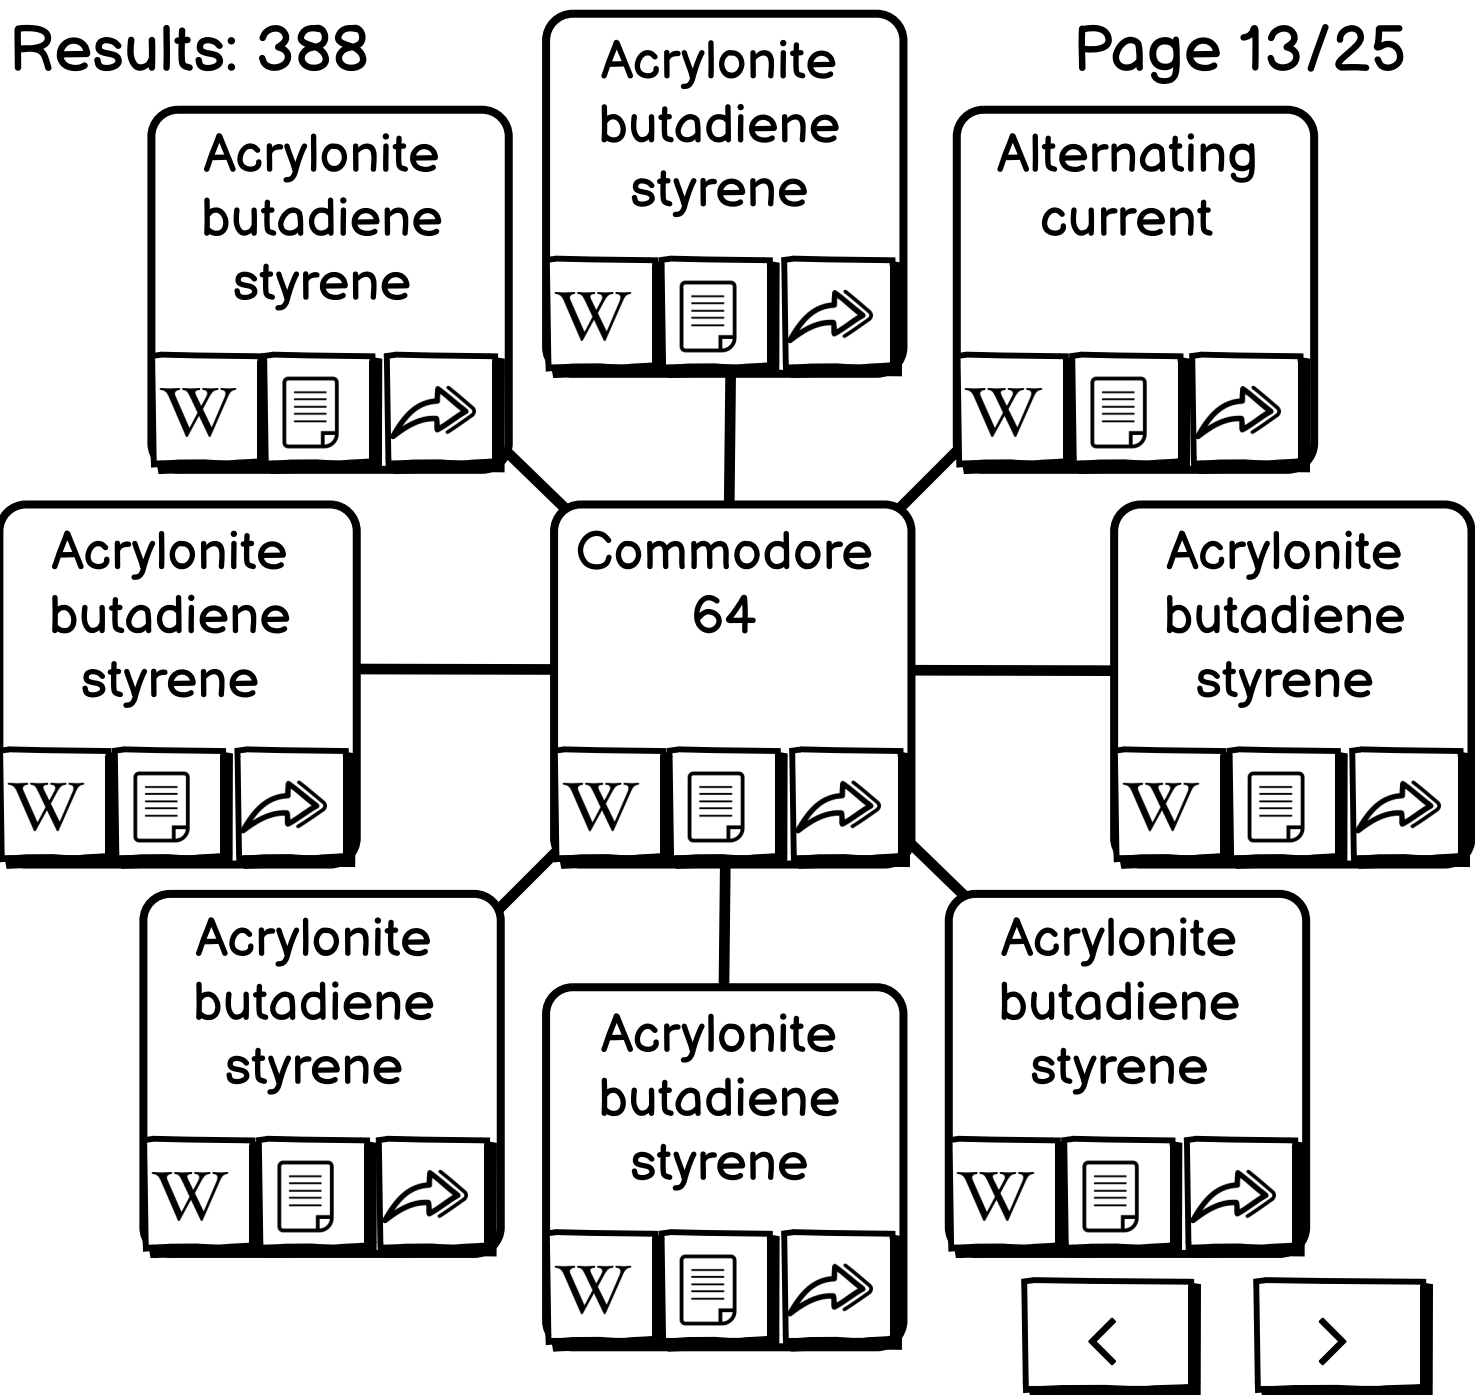 Results: 388
Page 13/25
Acrylonite
butadiene
styrene
W
Acrylonite
butadiene
styrene
W
Alternating
current
W
Acrylonite
butadiene
styrene
W
Commodore
64
W
Acrylonite
butadiene
styrene
W
Acrylonite
butadiene
styrene
W
Acrylonite
butadiene
styrene
W
Acrylonite
butadiene
styrene
W
< >